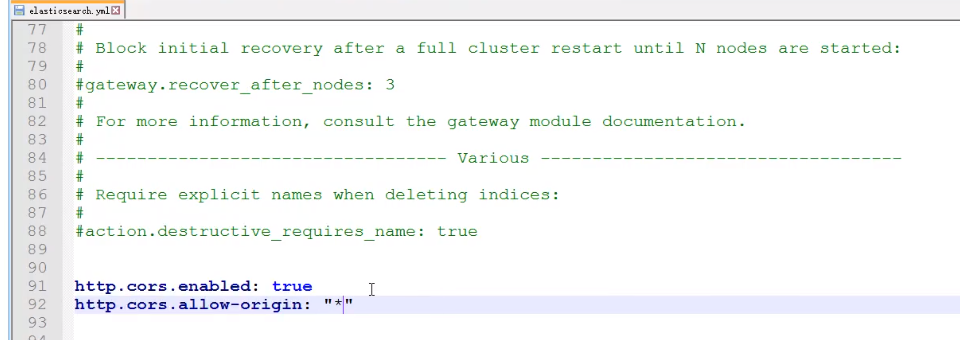 elasticsearch.yml
77 #
78 # Block initial recovery after a full cluster restart until N nodes are started:
79 #
80 #gateway.recover_after_nodes: 3
81 #
82 # For more information, consult the gateway module documentation.
83 #
84 # ---------------------------------- Various -----------------------------------
85 #
86 # Require explicit names when deleting indices:
87 #
88 #action.destructive_requires_name: true
89
90
91 http.cors.enabled: true
92 http.cors.allow-origin: "*"
93
94